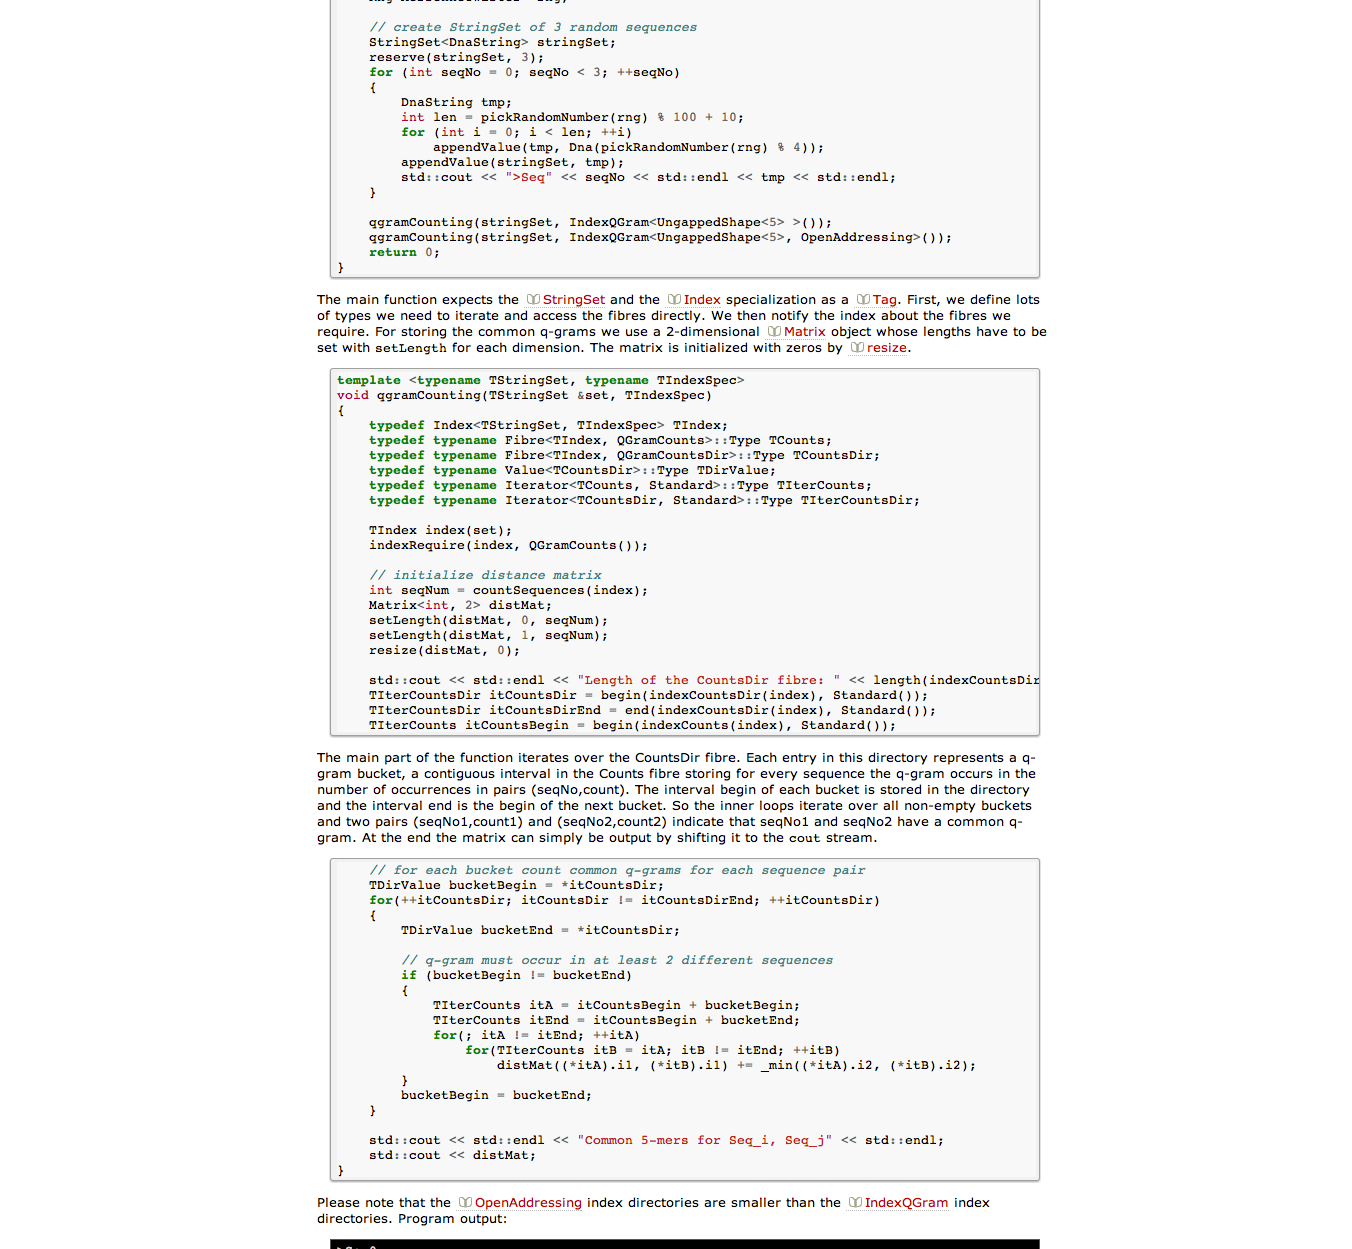 // create StringSet of 3 random sequences
StringSet<DnaString> stringSet;
reserve(stringSet, 3);
for (int seqNo = 0; seqNo < 3; ++seqNo)
{
DnaString tmp;
int len = pickRandomNumber(rng) % 100 + 10;
for (int i = 0; i < len; ++i)
appendValue(tmp, Dna(pickRandomNumber(rng) % 4));
appendValue(stringSet, tmp);
std::cout << ">Seq" << seqNo << std::endl << tmp << std::endl;
}
qgramCounting(stringSet, IndexQGram<UngappedShape<5> >());
qgramCounting(stringSet, IndexQGram<UngappedShape<5>, OpenAddressing>());
return 0;
}
The main function expects the StringSet and the Index specialization as a Tag. First, we define lots
of types we need to iterate and access the fibres directly. We then notify the index about the fibres we
require. For storing the common q-grams we use a 2-dimensional Matrix object whose lengths have to be
set with setLength for each dimension. The matrix is initialized with zeros by resize.
template <typename TStringSet, typename TIndexSpec>
void qgramCounting(TStringSet &set, TIndexSpec)
{
typedef Index<TStringSet, TIndexSpec> TIndex;
typedef typename Fibre<TIndex, QGramCounts>::Type TCounts;
typedef typename Fibre<TIndex, QGramCountsDir>::Type TCountsDir;
typedef typename Value<TCountsDir>::Type TDirValue;
typedef typename Iterator<TCounts, Standard>::Type TIterCounts;
typedef typename Iterator<TCountsDir, Standard>::Type TIterCountsDir;
TIndex index(set);
indexRequire(index, QGramCounts());
// initialize distance matrix
int seqNum = countSequences(index);
Matrix<int, 2> distMat;
setLength(distMat, 0, seqNum);
setLength(distMat, 1, seqNum);
resize(distMat, 0);
std::cout << std::endl << "Length of the CountsDir fibre: " << length(indexCountsDir
TIterCountsDir itCountsDir = begin(indexCountsDir(index), Standard());
TIterCountsDir itCountsDirEnd = end(indexCountsDir(index), Standard());
TIterCounts itCountsBegin = begin(indexCounts(index), Standard());
The main part of the function iterates over the CountsDir fibre. Each entry in this directory represents a q-
gram bucket, a contiguous interval in the Counts fibre storing for every sequence the q-gram occurs in the
number of occurrences in pairs (seqNo,count). The interval begin of each bucket is stored in the directory
and the interval end is the begin of the next bucket. So the inner loops iterate over all non-empty buckets
and two pairs (seqNo1,count1) and (seqNo2,count2) indicate that seqNo1 and seqNo2 have a common q-
gram. At the end the matrix can simply be output by shifting it to the cout stream.
// for each bucket count common q-grams for each sequence pair
TDirValue bucketBegin = *itCountsDir;
for(++itCountsDir; itCountsDir != itCountsDirEnd; ++itCountsDir)
{
TDirValue bucketEnd = *itCountsDir;
// q-gram must occur in at least 2 different sequences
if (bucketBegin != bucketEnd)
{
TIterCounts itA = itCountsBegin + bucketBegin;
TIterCounts itEnd = itCountsBegin + bucketEnd;
for(; itA != itEnd; ++itA)
for(TIterCounts itB = itA; itB != itEnd; ++itB)
distMat((*itA).i1, (*itB).i1) += _min((*itA).i2, (*itB).i2);
}
bucketBegin = bucketEnd;
}
std::cout << std::endl << "Common 5-mers for Seq_i, Seq_j" << std::endl;
std::cout << distMat;
}
Please note that the OpenAddressing index directories are smaller than the IndexQGram index
directories. Program output: